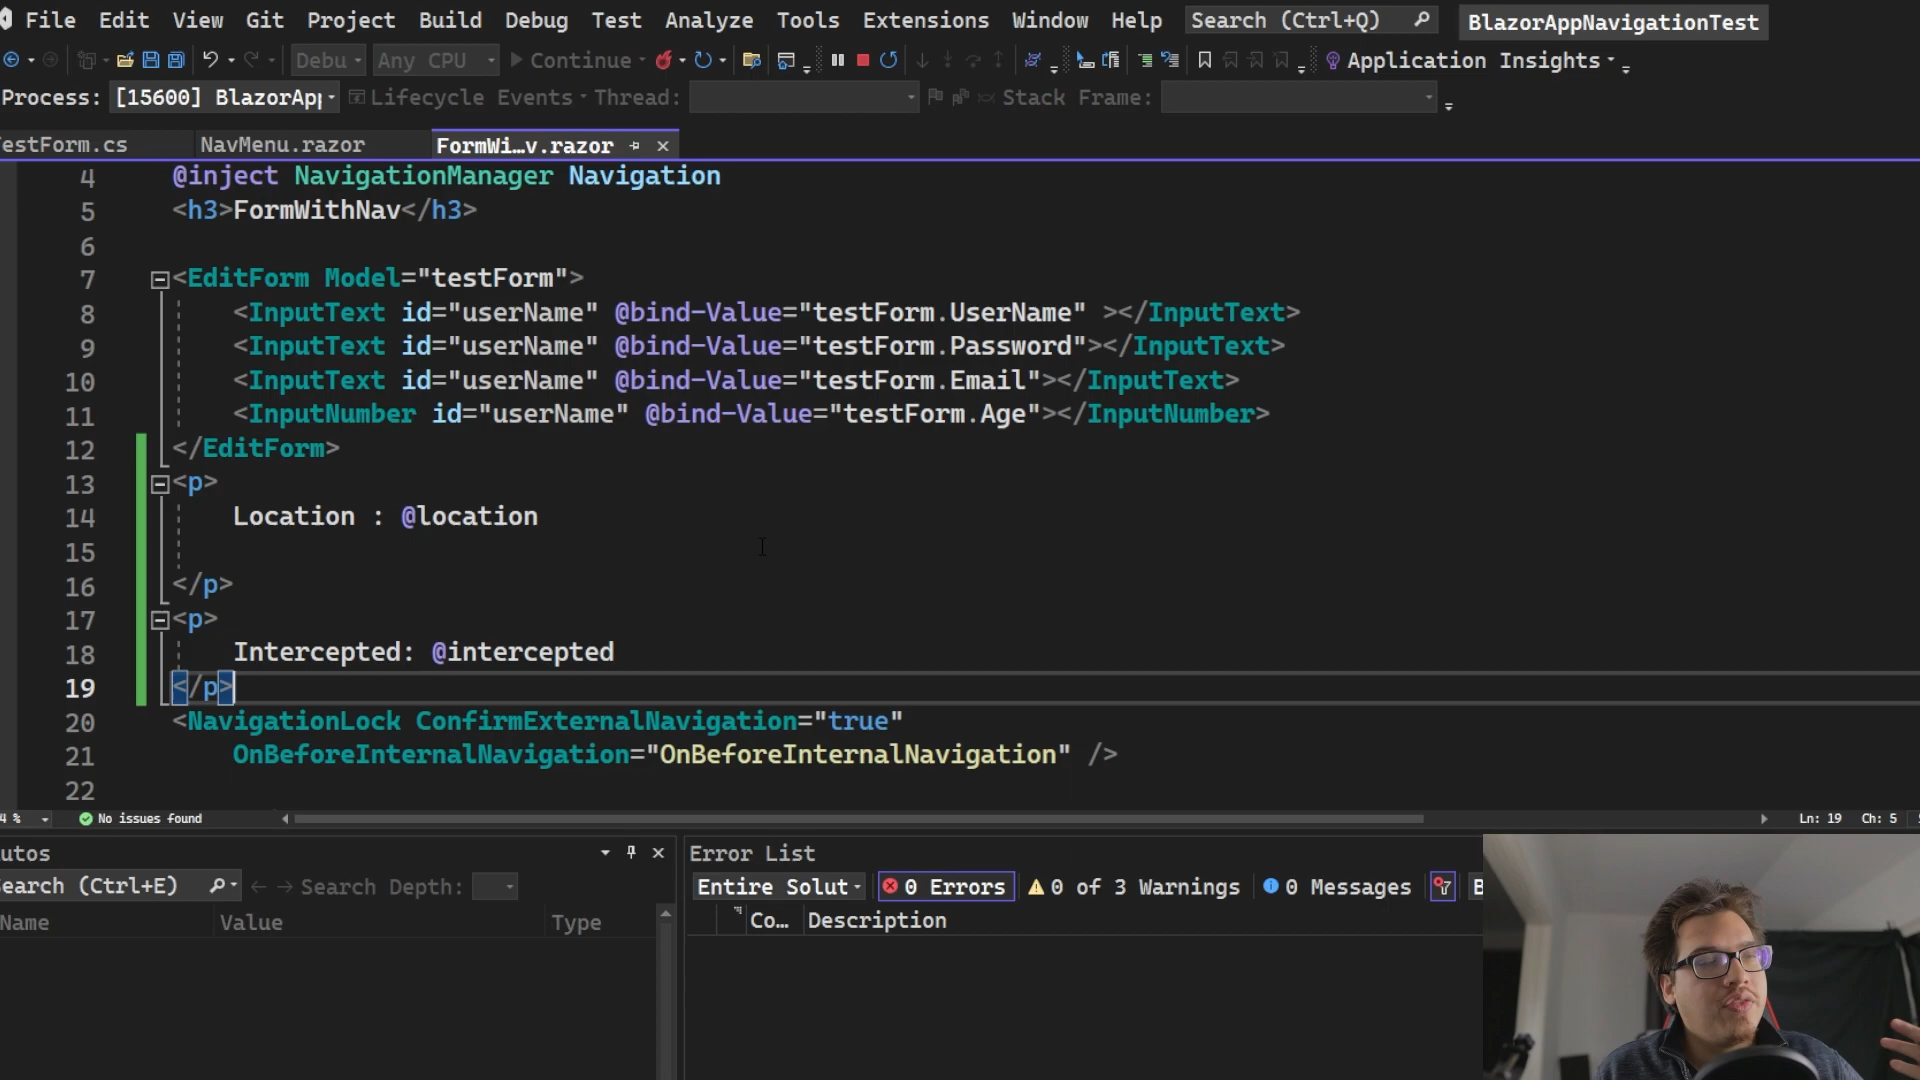 File Edit View Git Project Build Debug Test Analyze Tools Extensions Window Help Search (Ctrl+Q) BlazorAppNavigationTest
Debug Any CPU Continue Application Insights
Process: [15600] BlazorApp Lifecycle Events Thread: Stack Frame:
estForm.cs NavMenu.razor FormWi…v.razor
4 @inject NavigationManager Navigation
5 <h3>FormWithNav</h3>
6
7 <EditForm Model="testForm">
8 <InputText id="userName" @bind-Value="testForm.UserName" ></InputText>
9 <InputText id="userName" @bind-Value="testForm.Password"></InputText>
10 <InputText id="userName" @bind-Value="testForm.Email"></InputText>
11 <InputNumber id="userName" @bind-Value="testForm.Age"></InputNumber>
12 </EditForm>
13 <p>
14 Location : @location
15
16 </p>
17 <p>
18 Intercepted: @intercepted
19 </p>
20 <NavigationLock ConfirmExternalNavigation="true"
21 OnBeforeInternalNavigation="OnBeforeInternalNavigation" />
22
4 % No issues found Ln: 19 Ch: 5
utos
earch (Ctrl+E) Search Depth:
Name Value Type
Error List
Entire Solut 0 Errors 0 of 3 Warnings 0 Messages B
Co… Description